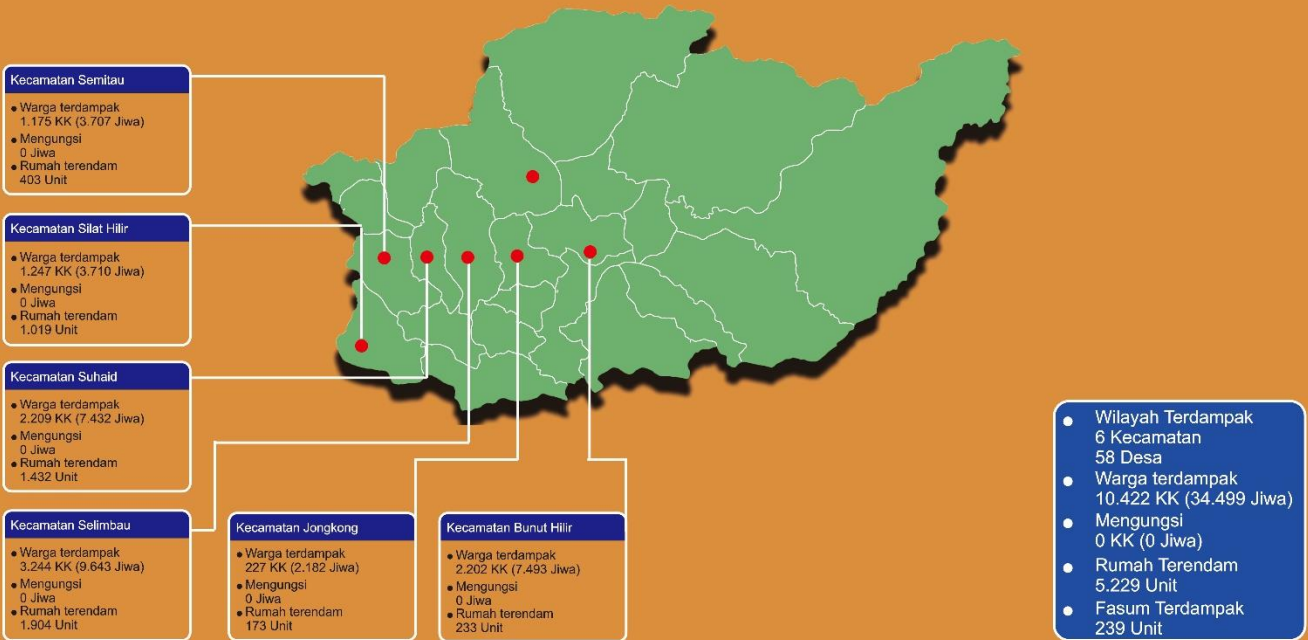 Kecamatan Semitau
• Warga terdampak
1.175 KK (3.707 Jiwa)
• Mengungsi
0 Jiwa
• Rumah terendam
403 Unit
Kecamatan Silat Hilir
• Warga terdampak
1.247 KK (3.710 Jiwa)
• Mengungsi
0 Jiwa
• Rumah terendam
1.019 Unit
Kecamatan Suhaid
• Warga terdampak
2.209 KK (7.432 Jiwa)
• Mengungsi
0 Jiwa
• Rumah terendam
1.432 Unit
Kecamatan Selimbau
• Warga terdampak
3.244 KK (9.643 Jiwa)
• Mengungsi
0 Jiwa
• Rumah terendam
1.904 Unit
Kecamatan Jongkong
• Warga terdampak
227 KK (2.182 Jiwa)
• Mengungsi
0 Jiwa
• Rumah terendam
173 Unit
Kecamatan Bunut Hilir
• Warga terdampak
2.202 KK (7.493 Jiwa)
• Mengungsi
0 Jiwa
• Rumah terendam
233 Unit
• Wilayah Terdampak
6 Kecamatan
58 Desa
• Warga terdampak
10.422 KK (34.499 Jiwa)
• Mengungsi
0 KK (0 Jiwa)
• Rumah Terendam
5.229 Unit
• Fasum Terdampak
239 Unit